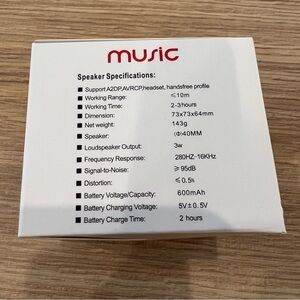 music
Speaker Specifications:
■ Support A2DP,AVRCP,headset, handsfree profile
■ Working Range: ≤10m
■ Working Time: 2-3hours
■ Dimension: 73x73x64mm
■ Net weight: 143g
■ Speaker: (Φ)40MM
■ Loudspeaker Output: 3w
■ Frequency Response: 280HZ-16KHz
■ Signal-to-Noise: ≥95dB
■ Distortion: ≤0.5%
■ Battery Voltage/Capacity: 600mAh
■ Battery Charging Voltage: 5V±0.5V
■ Battery Charge Time: 2 hours